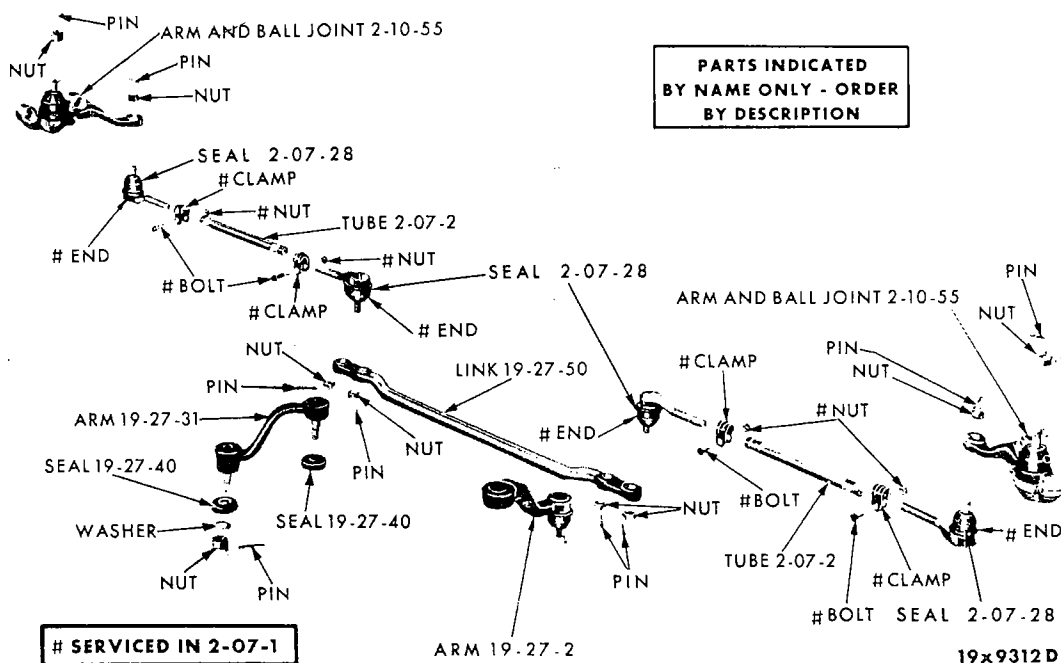 PIN
ARM AND BALL JOINT 2-10-55
NUT
PIN
NUT
PARTS INDICATED
BY NAME ONLY - ORDER
BY DESCRIPTION
SEAL 2-07-28
#CLAMP
#NUT
TUBE 2-07-2
#END
#NUT
#BOLT
#CLAMP
SEAL 2-07-28
#END
PIN
ARM AND BALL JOINT 2-10-55
NUT
NUT
PIN
LINK 19-27-50
#CLAMP
PIN
NUT
ARM 19-27-31
NUT
PIN
#END
#NUT
SEAL 19-27-40
SEAL 19-27-40
#BOLT
WASHER
NUT
#END
NUT
PIN
PIN
TUBE 2-07-2
#CLAMP
#BOLT
SEAL 2-07-28
# SERVICED IN 2-07-1
ARM 19-27-2
19x9312D